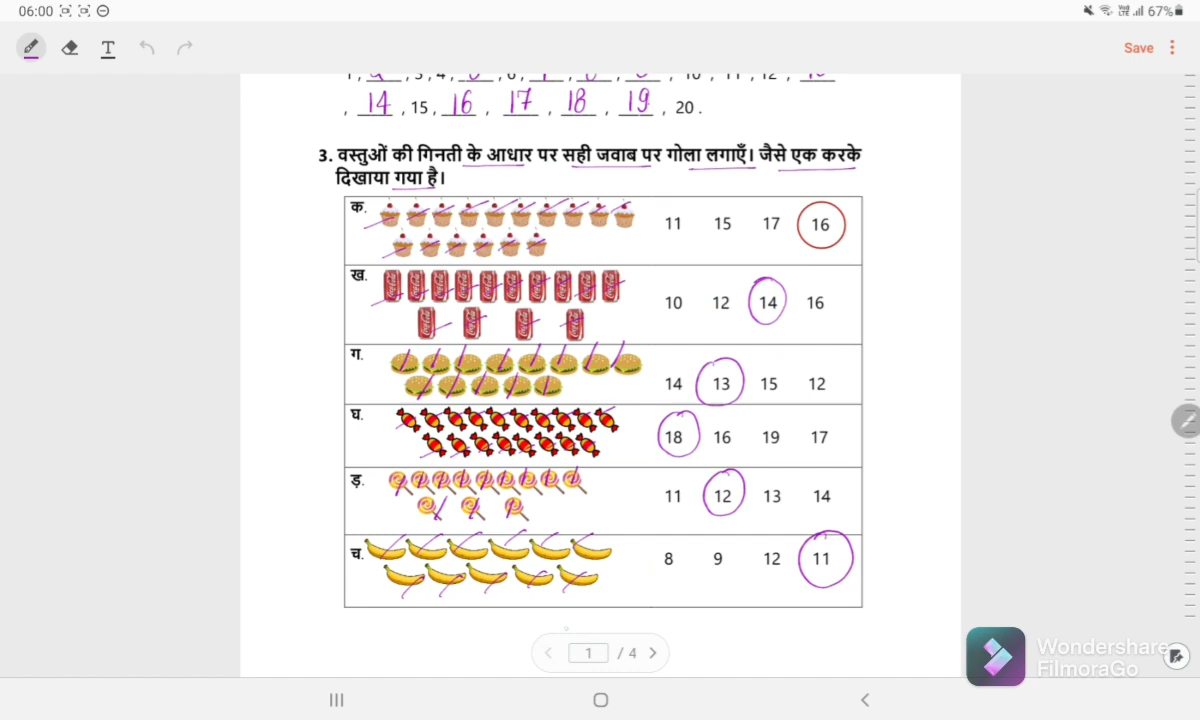 06:00 67%
T Save
, 14 , 15 , 16 , 17 , 18 , 19 , 20 .
3. वस्तुओं की गिनती के आधार पर सही जवाब पर गोला लगाएँ। जैसे एक करके
दिखाया गया है।
क. 11 15 17 16
ख. 10 12 14 16
ग. 14 13 15 12
घ. 18 16 19 17
ड़. 11 12 13 14
च. 8 9 12 11
1 / 4
Wondershare
FilmoraGo